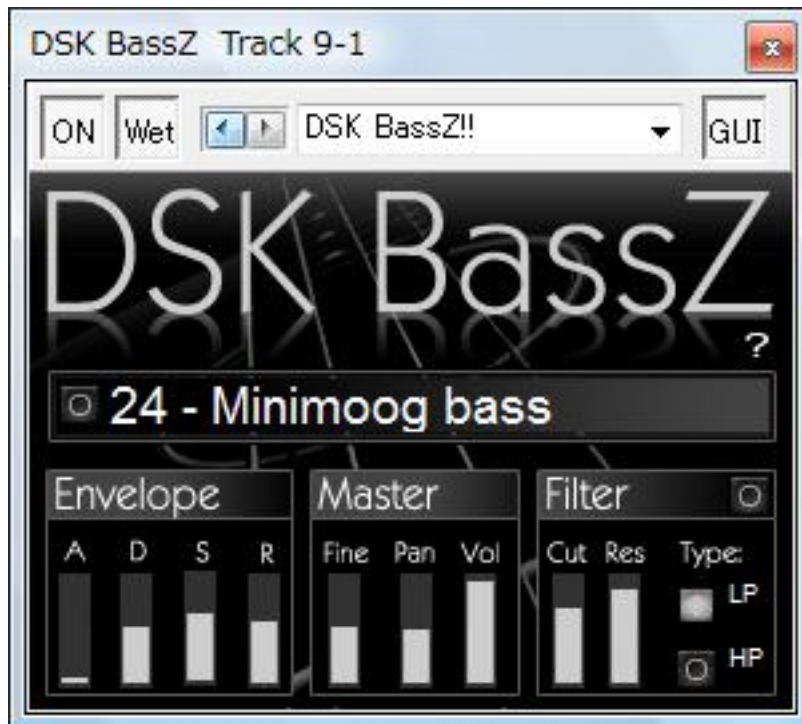 DSK BassZ Track 9-1
x
ON Wet DSK BassZ!! GUI
DSK BassZ
?
24 - Minimoog bass
Envelope Master Filter
A D S R Fine Pan Vol Cut Res Type:
LP
HP